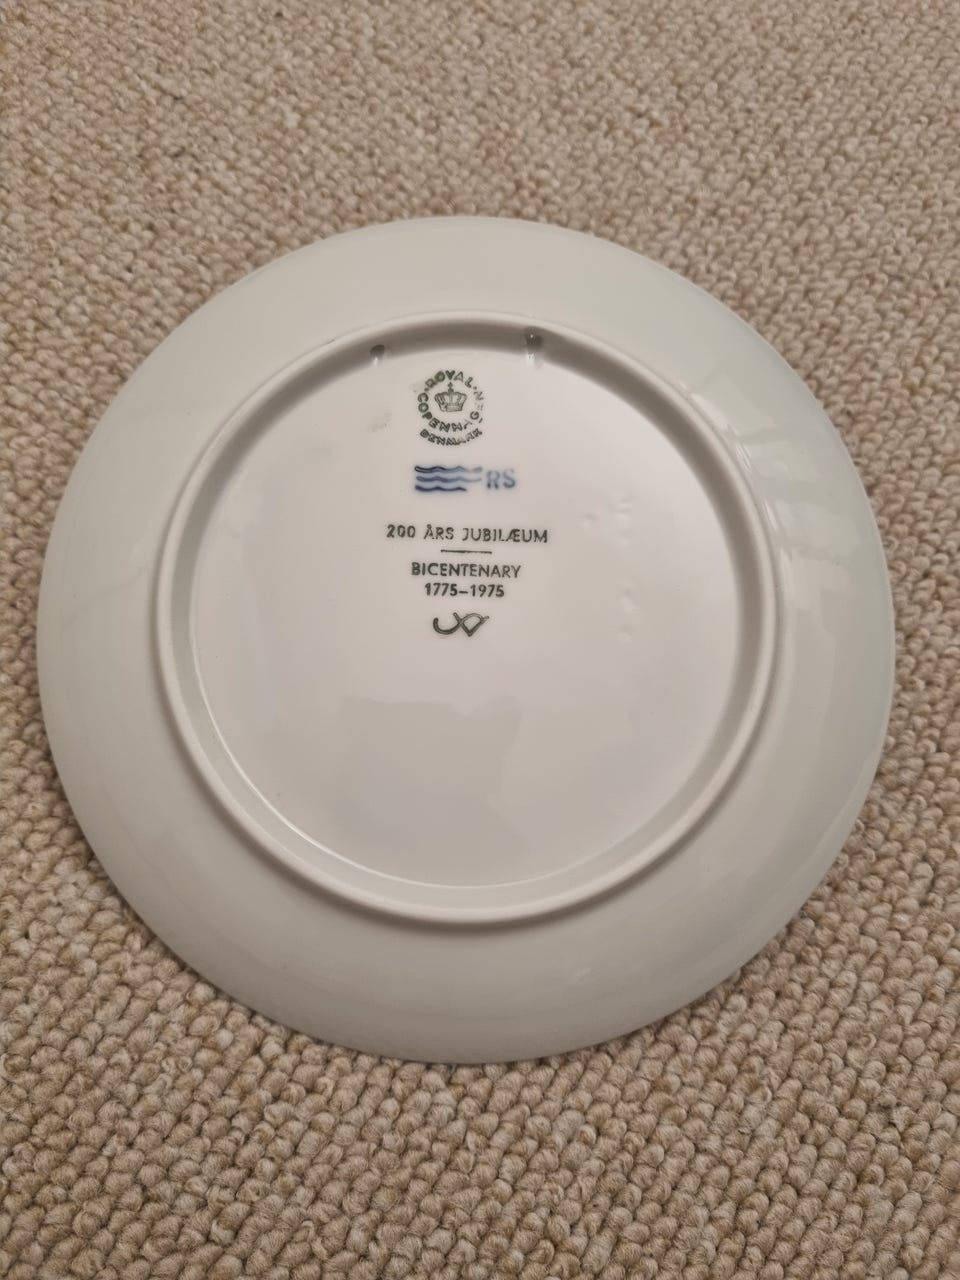 ROYAL
COPENHAGEN
DENMARK
RS
200 ÅRS JUBILÆUM
BICENTENARY
1775–1975